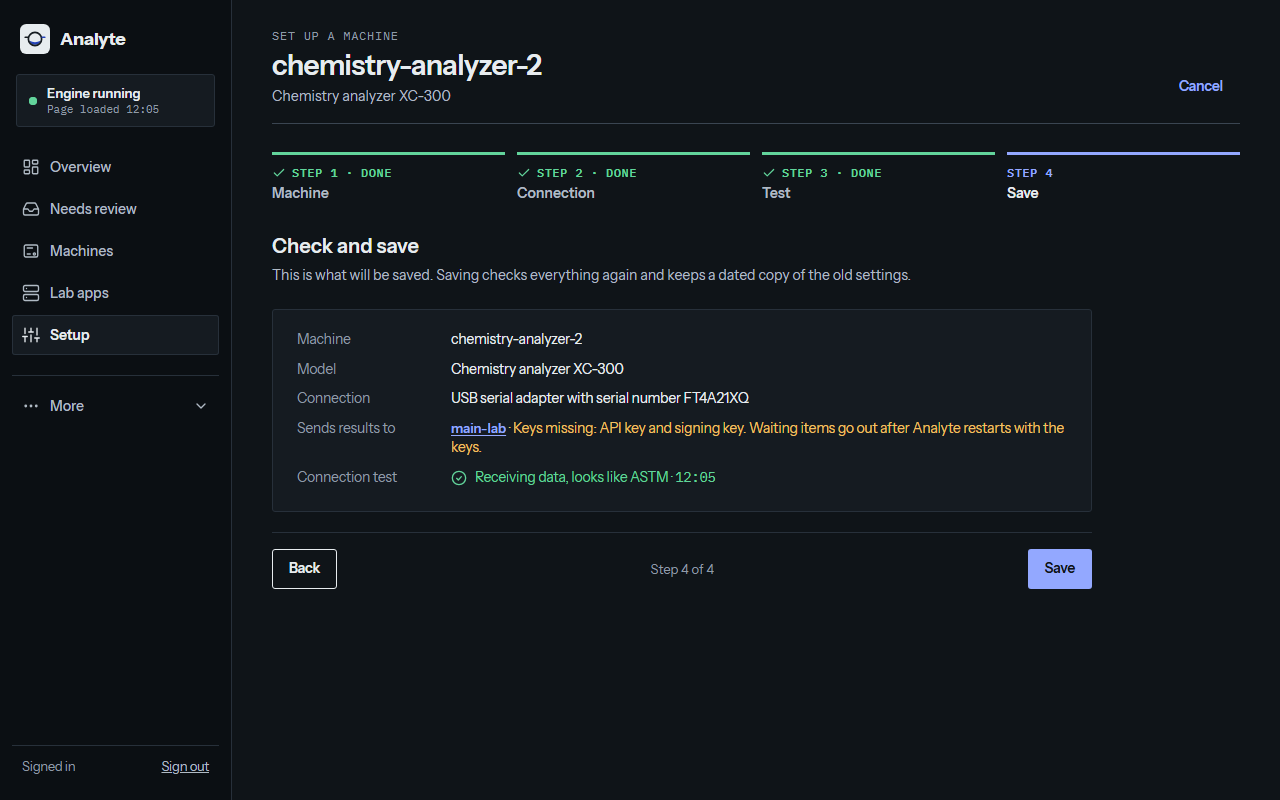 Analyte
Engine running
Page loaded 12:05
Overview
Needs review
Machines
Lab apps
Setup
More
Signed in
Sign out
SET UP A MACHINE
chemistry-analyzer-2
Chemistry analyzer XC-300
Cancel
STEP 1 · DONE
Machine
STEP 2 · DONE
Connection
STEP 3 · DONE
Test
STEP 4
Save
Check and save
This is what will be saved. Saving checks everything again and keeps a dated copy of the old settings.
Machine chemistry-analyzer-2
Model Chemistry analyzer XC-300
Connection USB serial adapter with serial number FT4A21XQ
Sends results to main-lab · Keys missing: API key and signing key. Waiting items go out after Analyte restarts with the
keys.
Connection test Receiving data, looks like ASTM · 12:05
Back
Step 4 of 4
Save